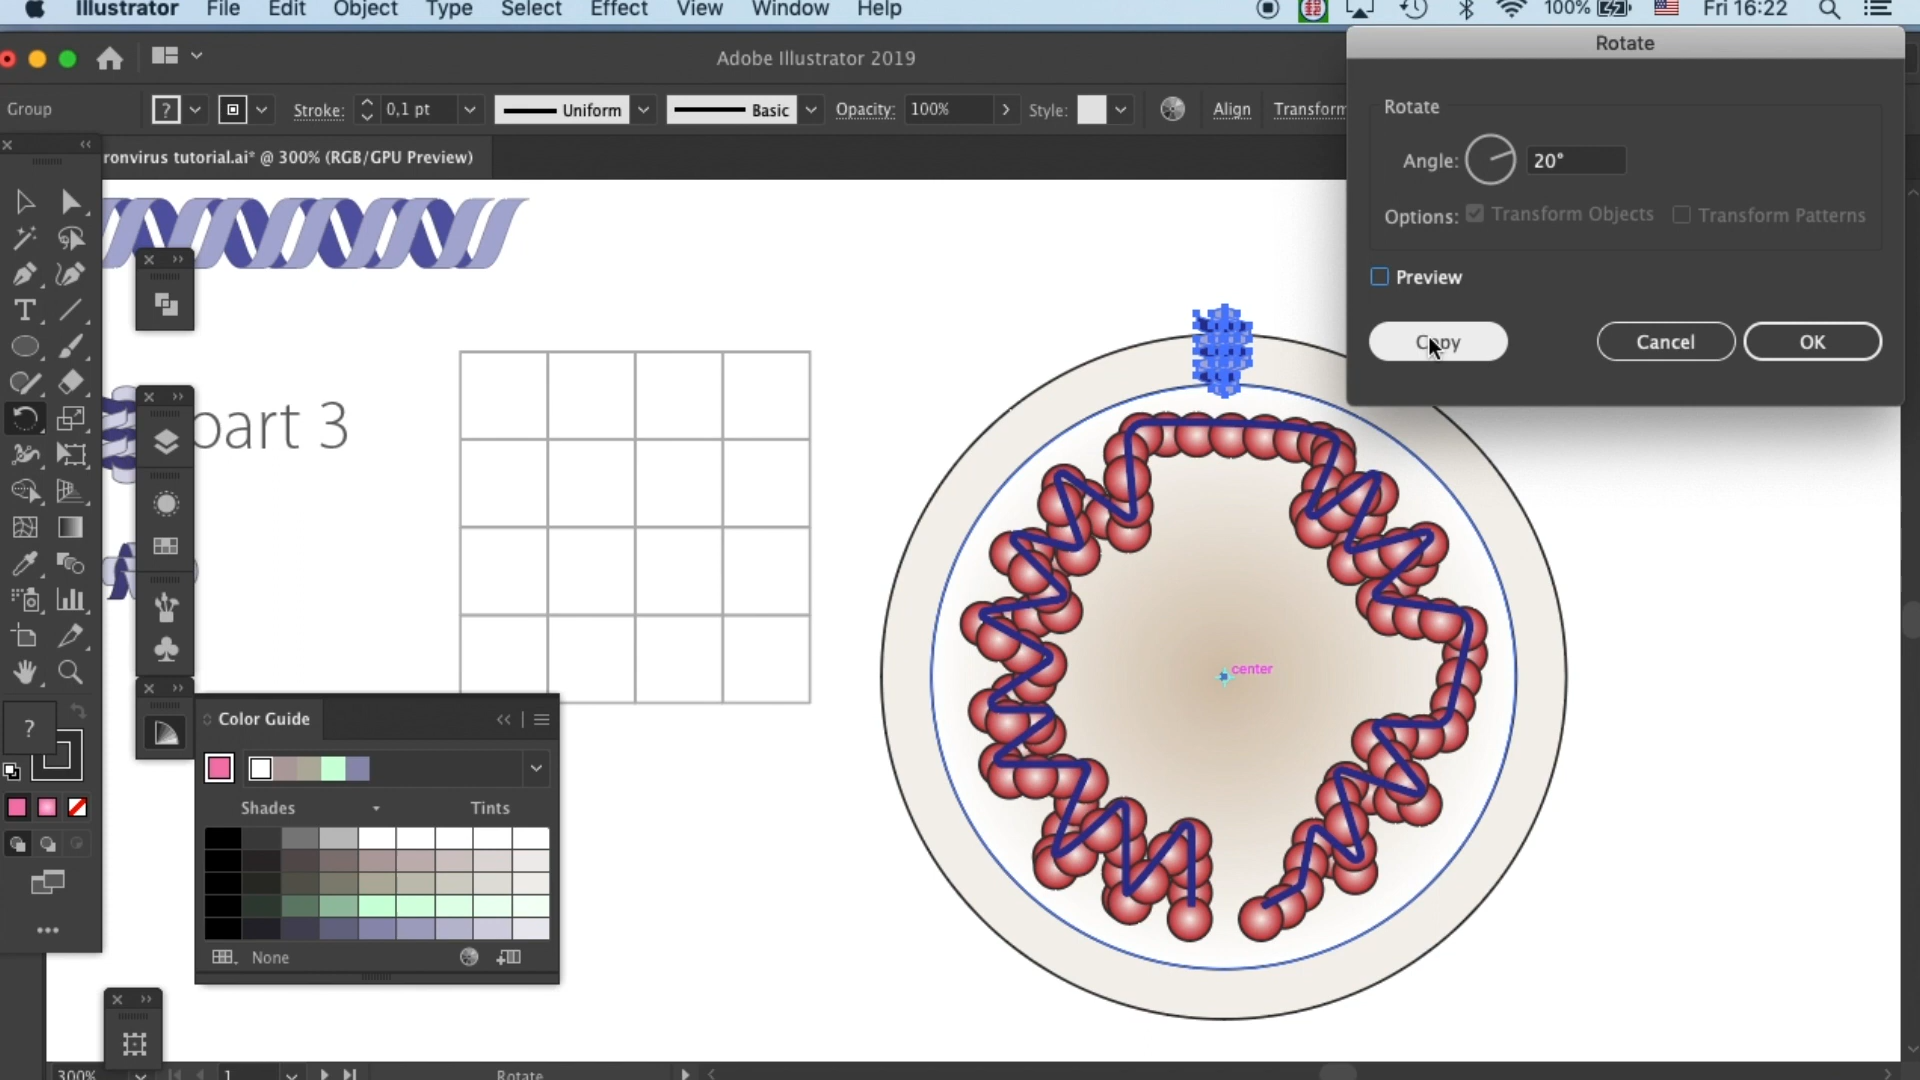 Illustrator File Edit Object Type Select Effect View Window Help 100% Fri 16:22
Adobe Illustrator 2019
Rotate
Group ? Stroke: 0,1 pt Uniform Basic Opacity: 100% Style: Align Transform
ronvirus tutorial.ai* @ 300% (RGB/GPU Preview)
Rotate
Angle: 20°
Options: Transform Objects Transform Patterns
Preview
Copy Cancel OK
part 3
center
?
Color Guide
Shades Tints
None
300% 1 Rotate